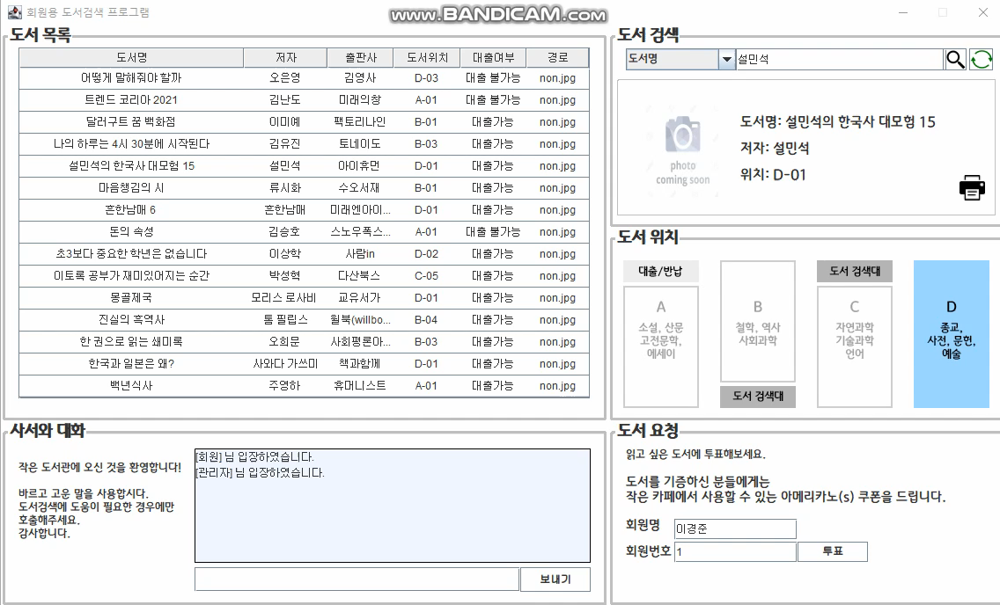 회원용 도서검색 프로그램
www.BANDICAM.com
도서 목록
도서명 저자 출판사 도서위치 대출여부 경로
어떻게 말해줘야 할까 오은영 김영사 D-03 대출 불가능 non.jpg
트렌드 코리아 2021 김난도 미래의창 A-01 대출 불가능 non.jpg
달러구트 꿈 백화점 이미예 팩토리나인 B-01 대출가능 non.jpg
나의 하루는 4시 30분에 시작된다 김유진 토네이도 B-03 대출가능 non.jpg
설민석의 한국사 대모험 15 설민석 아이휴먼 D-01 대출가능 non.jpg
마음챙김의 시 류시화 수오서재 B-01 대출가능 non.jpg
흔한남매 6 흔한남매 미래엔아이... D-01 대출가능 non.jpg
돈의 속성 김승호 스노우폭스... A-01 대출 불가능 non.jpg
초3보다 중요한 학년은 없습니다 이상학 사람in D-02 대출가능 non.jpg
이토록 공부가 재미있어지는 순간 박성혁 다산북스 C-05 대출가능 non.jpg
몽골제국 모리스 로사비 교유서가 D-01 대출가능 non.jpg
진실의 흑역사 톰 필립스 윌북(willbo... B-04 대출가능 non.jpg
한 권으로 읽는 쇄미록 오희문 사회평론아... B-03 대출가능 non.jpg
한국과 일본은 왜? 사와다 가쓰미 책과함께 D-01 대출가능 non.jpg
백년식사 주영하 휴머니스트 A-01 대출가능 non.jpg
도서 검색
도서명 설민석
photo
coming soon
도서명: 설민석의 한국사 대모험 15
저자: 설민석
위치: D-01
도서 위치
대출/반납
A
소설, 산문
고전문학,
에세이
B
철학, 역사
사회과학
도서 검색대
도서 검색대
C
자연과학
기술과학
언어
D
종교,
사전, 문헌,
예술
사서와 대화
작은 도서관에 오신 것을 환영합니다!
바르고 고운 말을 사용합시다.
도서검색에 도움이 필요한 경우에만
호출해주세요.
감사합니다.
[회원] 님 입장하였습니다.
[관리자] 님 입장하였습니다.
보내기
도서 요청
읽고 싶은 도서에 투표해보세요.
도서를 기증하신 분들에게는
작은 카페에서 사용할 수 있는 아메리카노(s) 쿠폰을 드립니다.
회원명 이경준
회원번호 1 투표